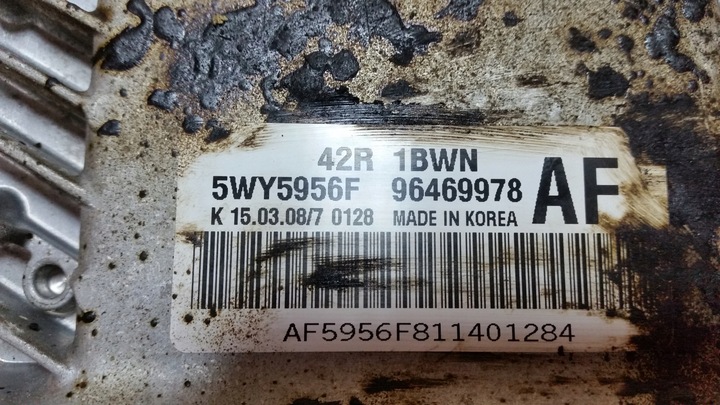 42R 1BWN
5WY5956F 96469978 AF
K 15.03.08/7 0128 MADE IN KOREA
AF5956F811401284